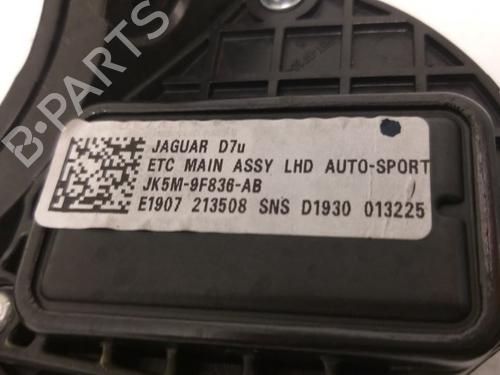 JAGUAR D7u
ETC MAIN ASSY LHD AUTO-SPORT
JK5M-9F836-AB
E1907 213508 SNS D1930 013225
B-PARTS